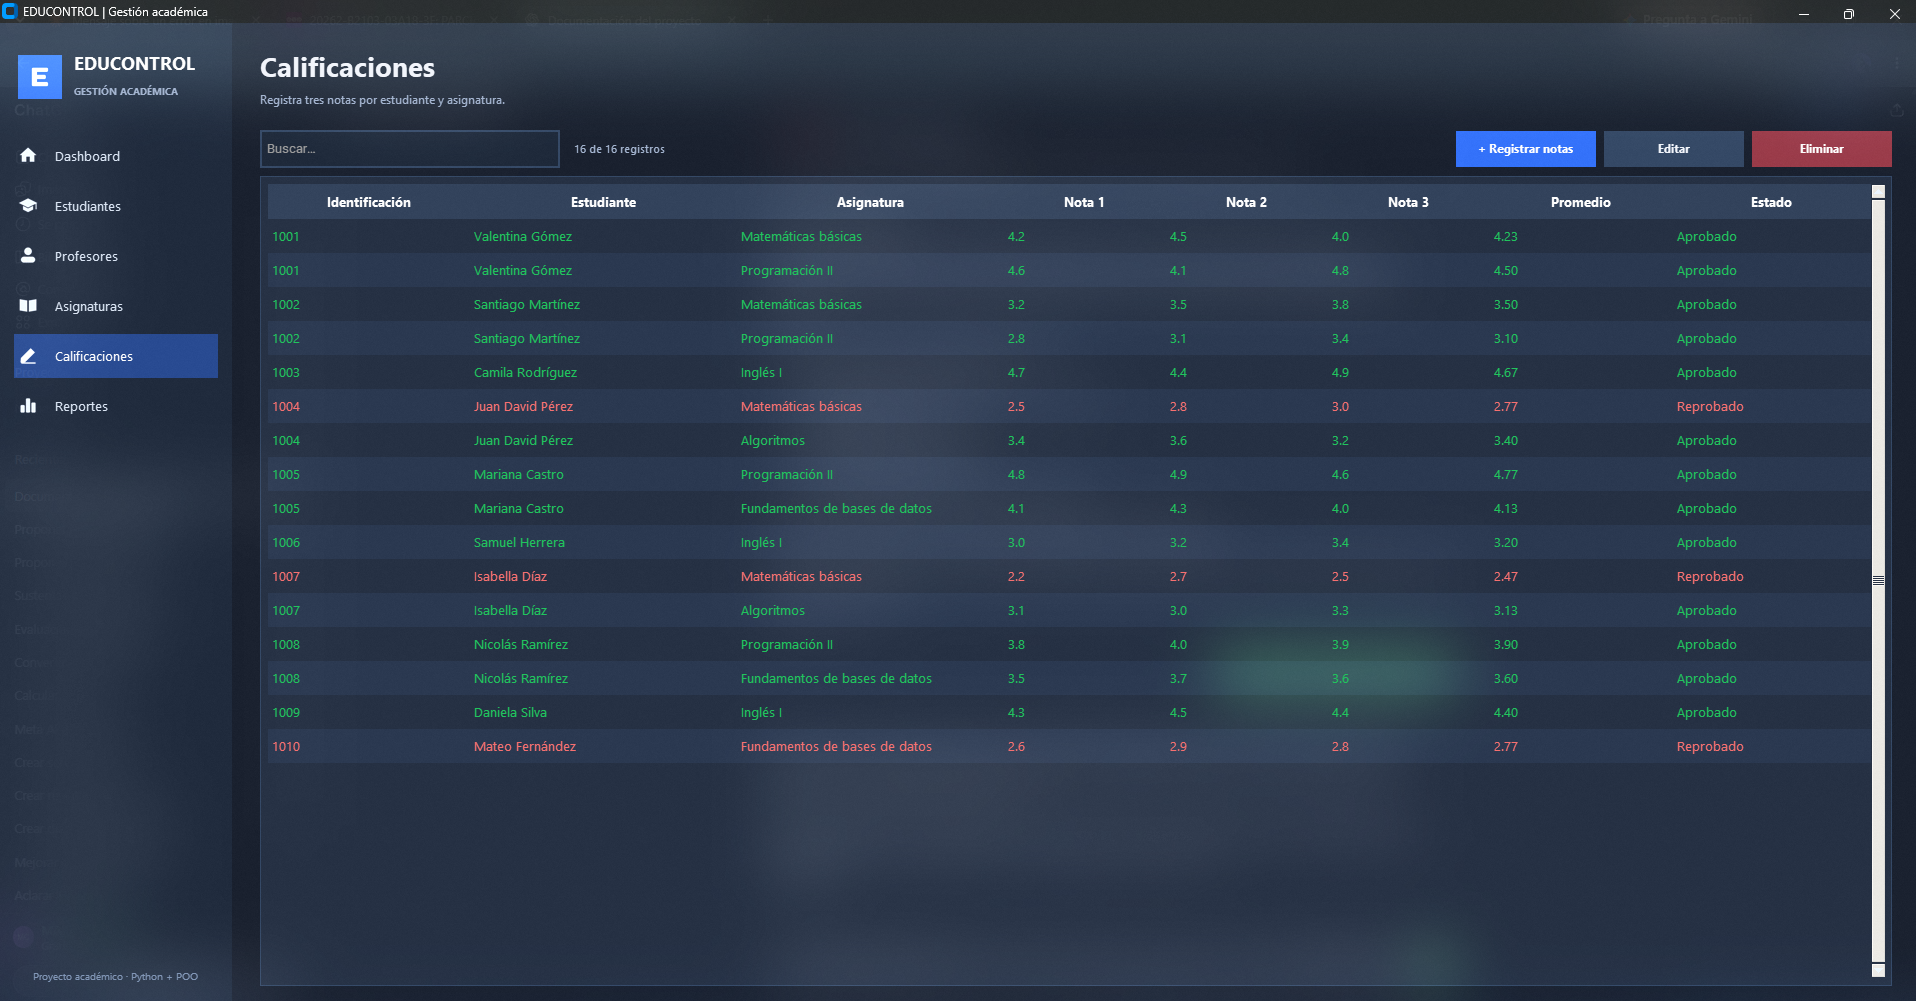 EDUCONTROL | Gestión académica
E
EDUCONTROL
GESTIÓN ACADÉMICA
Dashboard
Estudiantes
Profesores
Asignaturas
Calificaciones
Reportes
Proyecto académico · Python + POO
Calificaciones
Registra tres notas por estudiante y asignatura.
Buscar... 16 de 16 registros + Registrar notas Editar Eliminar
Identificación Estudiante Asignatura Nota 1 Nota 2 Nota 3 Promedio Estado
1001 Valentina Gómez Matemáticas básicas 4.2 4.5 4.0 4.23 Aprobado
1001 Valentina Gómez Programación II 4.6 4.1 4.8 4.50 Aprobado
1002 Santiago Martínez Matemáticas básicas 3.2 3.5 3.8 3.50 Aprobado
1002 Santiago Martínez Programación II 2.8 3.1 3.4 3.10 Aprobado
1003 Camila Rodríguez Inglés I 4.7 4.4 4.9 4.67 Aprobado
1004 Juan David Pérez Matemáticas básicas 2.5 2.8 3.0 2.77 Reprobado
1004 Juan David Pérez Algoritmos 3.4 3.6 3.2 3.40 Aprobado
1005 Mariana Castro Programación II 4.8 4.9 4.6 4.77 Aprobado
1005 Mariana Castro Fundamentos de bases de datos 4.1 4.3 4.0 4.13 Aprobado
1006 Samuel Herrera Inglés I 3.0 3.2 3.4 3.20 Aprobado
1007 Isabella Díaz Matemáticas básicas 2.2 2.7 2.5 2.47 Reprobado
1007 Isabella Díaz Algoritmos 3.1 3.0 3.3 3.13 Aprobado
1008 Nicolás Ramírez Programación II 3.8 4.0 3.9 3.90 Aprobado
1008 Nicolás Ramírez Fundamentos de bases de datos 3.5 3.7 3.6 3.60 Aprobado
1009 Daniela Silva Inglés I 4.3 4.5 4.4 4.40 Aprobado
1010 Mateo Fernández Fundamentos de bases de datos 2.6 2.9 2.8 2.77 Reprobado